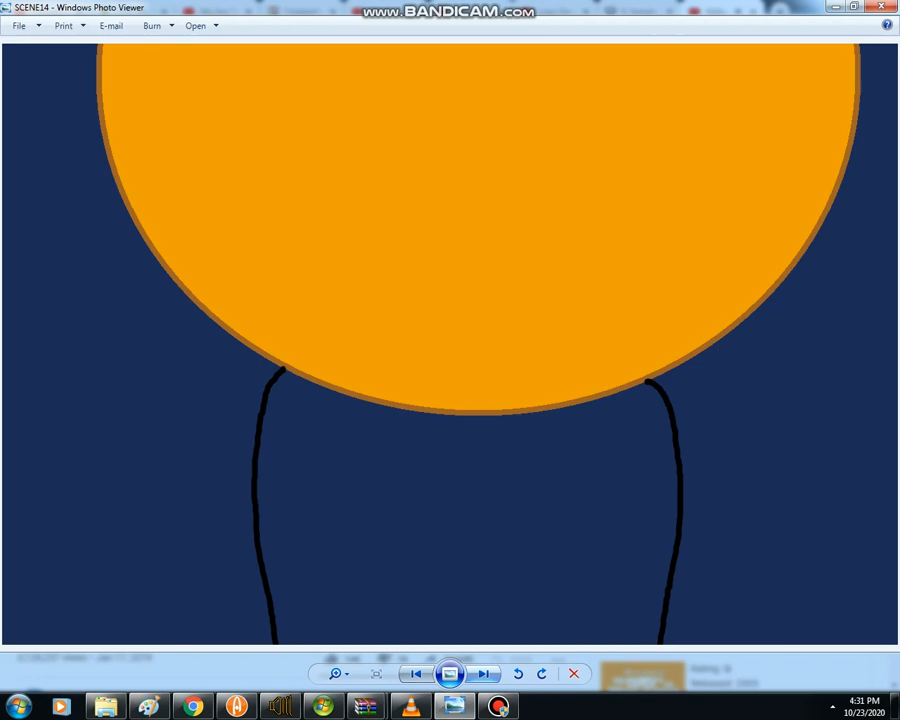 SCENE14 - Windows Photo Viewer
WWW.BANDICAM.COM
File Print E-mail Burn Open
4:31 PM
10/23/2020